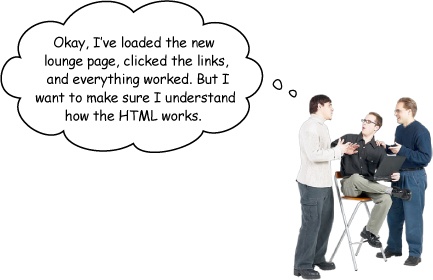 Okay, I've loaded the new
lounge page, clicked the links,
and everything worked. But I
want to make sure I understand
how the HTML works.